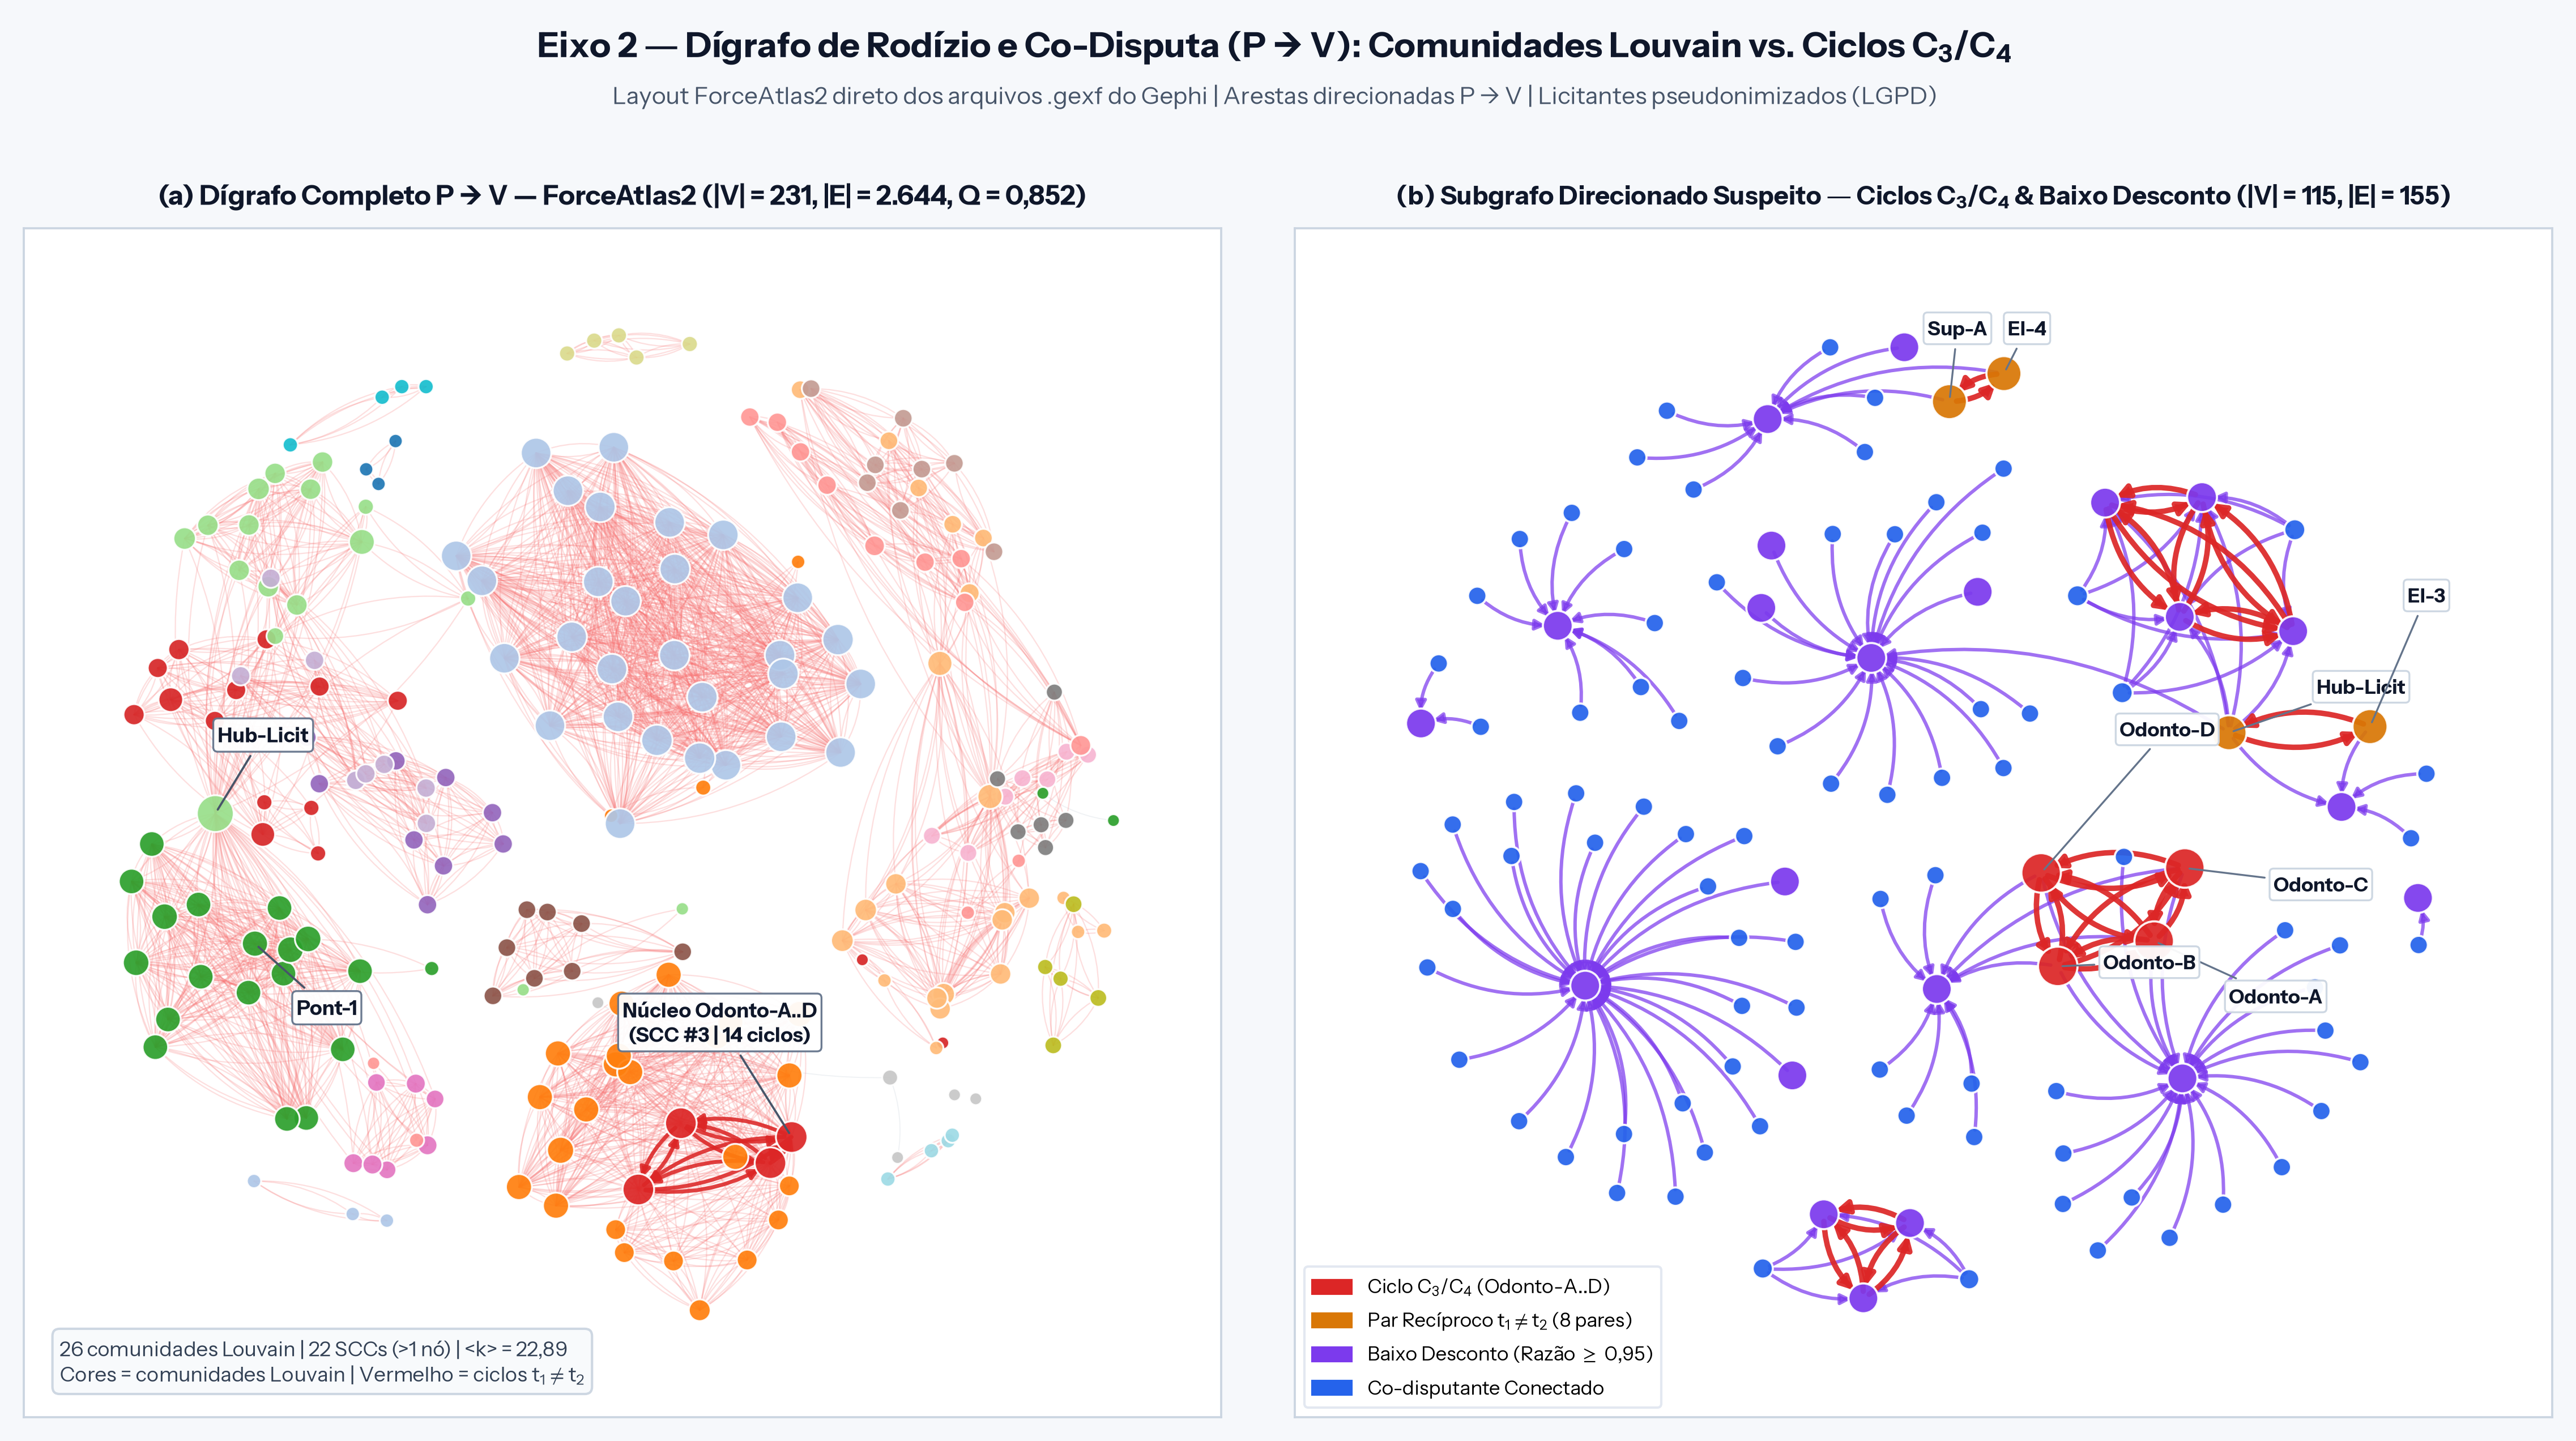 Eixo 2 — Dígrafo de Rodízio e Co-Disputa (P → V): Comunidades Louvain vs. Ciclos C₃/C₄
Layout ForceAtlas2 direto dos arquivos .gexf do Gephi | Arestas direcionadas P → V | Licitantes pseudonimizados (LGPD)
(a) Dígrafo Completo P → V — ForceAtlas2 (|V| = 231, |E| = 2.644, Q = 0,852)
Hub-Licit
Pont-1
Núcleo Odonto-A..D
(SCC #3 | 14 ciclos)
26 comunidades Louvain | 22 SCCs (>1 nó) | <k> = 22,89
Cores = comunidades Louvain | Vermelho = ciclos t₁ ≠ t₂
(b) Subgrafo Direcionado Suspeito — Ciclos C₃/C₄ & Baixo Desconto (|V| = 115, |E| = 155)
Sup-A
EI-4
EI-3
Hub-Licit
Odonto-D
Odonto-C
Odonto-B
Odonto-A
Ciclo C₃/C₄ (Odonto-A..D)
Par Recíproco t₁ ≠ t₂ (8 pares)
Baixo Desconto (Razão ≥ 0,95)
Co-disputante Conectado